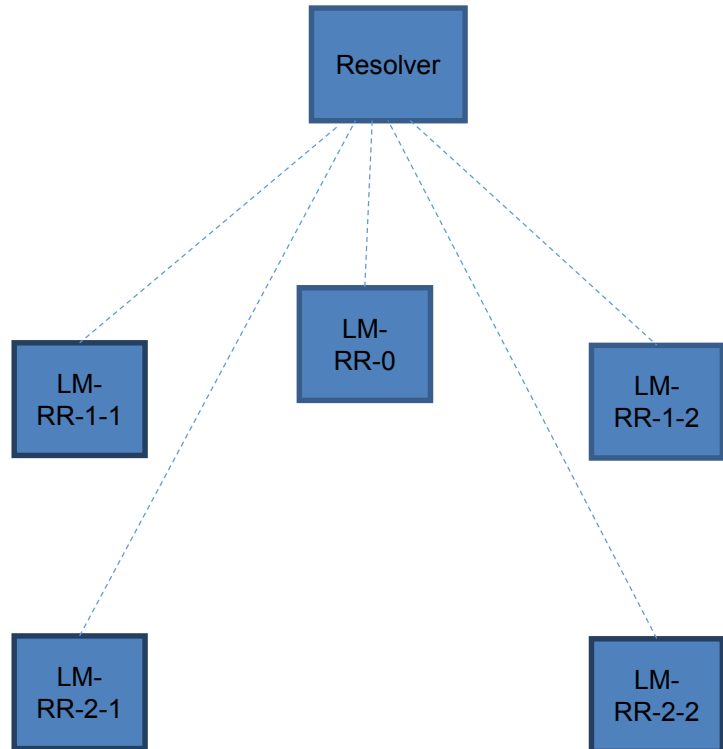 Resolver
LM-
RR-0
LM-
RR-1-1
LM-
RR-1-2
LM-
RR-2-1
LM-
RR-2-2